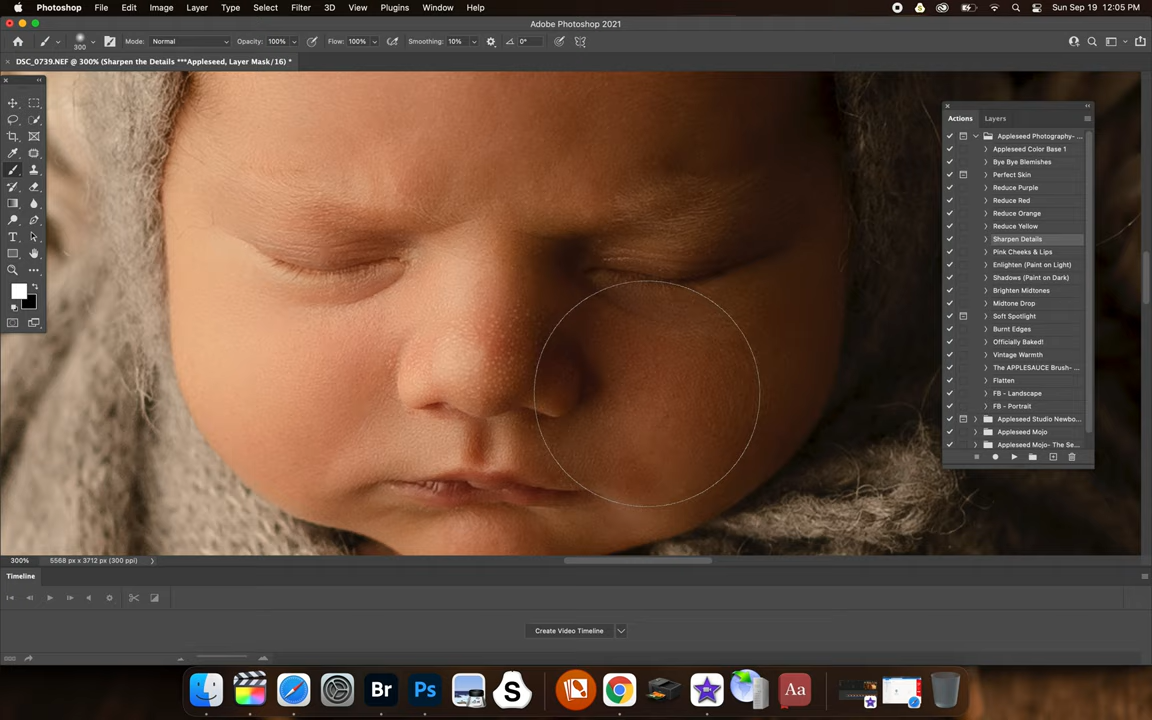 Photoshop File Edit Image Layer Type Select Filter 3D View Plugins Window Help Sun Sep 19 12:05 PM
Adobe Photoshop 2021
300 Mode: Normal Opacity: 100% Flow: 100% Smoothing: 10% 0°
DSC_0739.NEF @ 300% (Sharpen the Details ***Appleseed, Layer Mask/16) *
Actions Layers
Appleseed Photography- ...
Appleseed Color Base 1
Bye Bye Blemishes
Perfect Skin
Reduce Purple
Reduce Red
Reduce Orange
Reduce Yellow
Sharpen Details
Pink Cheeks & Lips
Enlighten (Paint on Light)
Shadows (Paint on Dark)
Brighten Midtones
Midtone Drop
Soft Spotlight
Burnt Edges
Officially Baked!
Vintage Warmth
The APPLESAUCE Brush- ...
Flatten
FB - Landscape
FB - Portrait
Appleseed Studio Newbo...
Appleseed Mojo
Appleseed Mojo- The Se...
300% 5568 px x 3712 px (300 ppi)
Timeline
Create Video Timeline
Br Ps S Aa